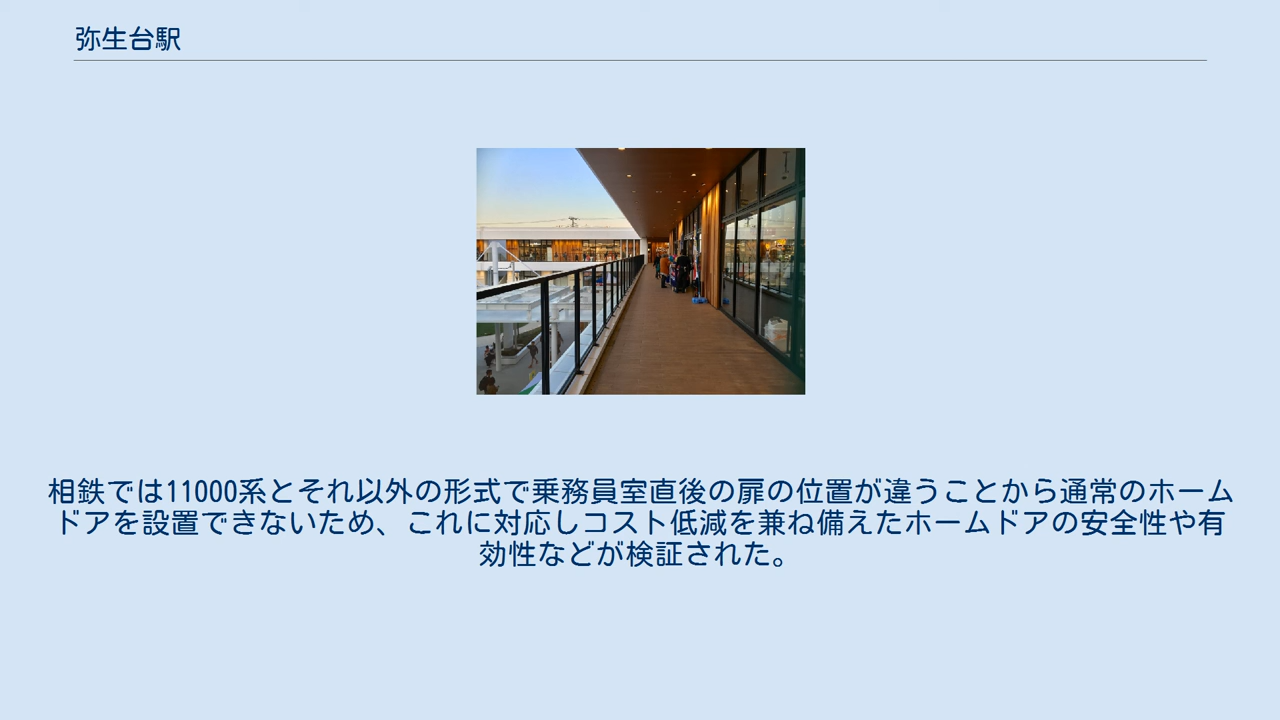 弥生台駅
相鉄では11000系とそれ以外の形式で乗務員室直後の扉の位置が違うことから通常のホーム
ドアを設置できないため、これに対応しコスト低減を兼ね備えたホームドアの安全性や有
効性などが検証された。